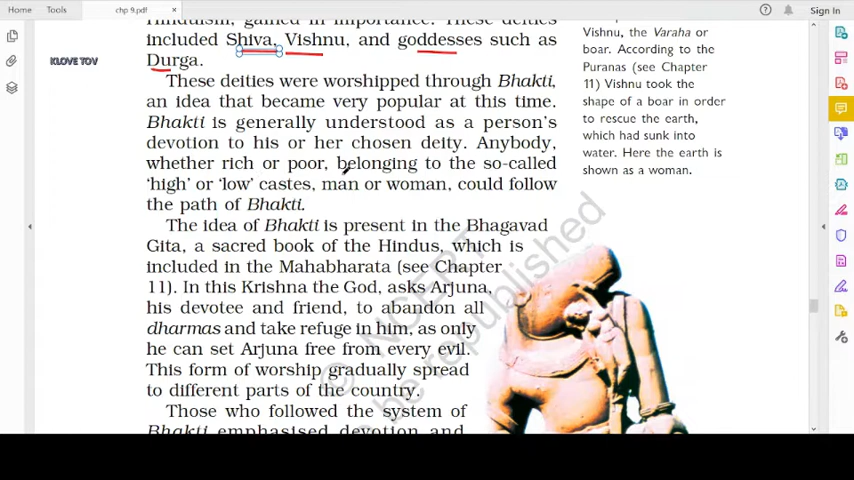 Home
Tools
chp 9.pdf
×
Sign In
KLOVE TOV
Hinduism, gained in importance. These deities
included Shiva, Vishnu, and goddesses such as
Durga.
These deities were worshipped through Bhakti,
an idea that became very popular at this time.
Bhakti is generally understood as a person's
devotion to his or her chosen deity. Anybody,
whether rich or poor, belonging to the so-called
'high' or 'low' castes, man or woman, could follow
the path of Bhakti.
The idea of Bhakti is present in the Bhagavad
Gita, a sacred book of the Hindus, which is
included in the Mahabharata (see Chapter
11). In this Krishna the God, asks Arjuna,
his devotee and friend, to abandon all
dharmas and take refuge in him, as only
he can set Arjuna free from every evil.
This form of worship gradually spread
to different parts of the country.
Those who followed the system of
Bhakti emphasised devotion and
Vishnu, the Varaha or
boar. According to the
Puranas (see Chapter
11) Vishnu took the
shape of a boar in order
to rescue the earth,
which had sunk into
water. Here the earth is
shown as a woman.
© NCERT
be republished